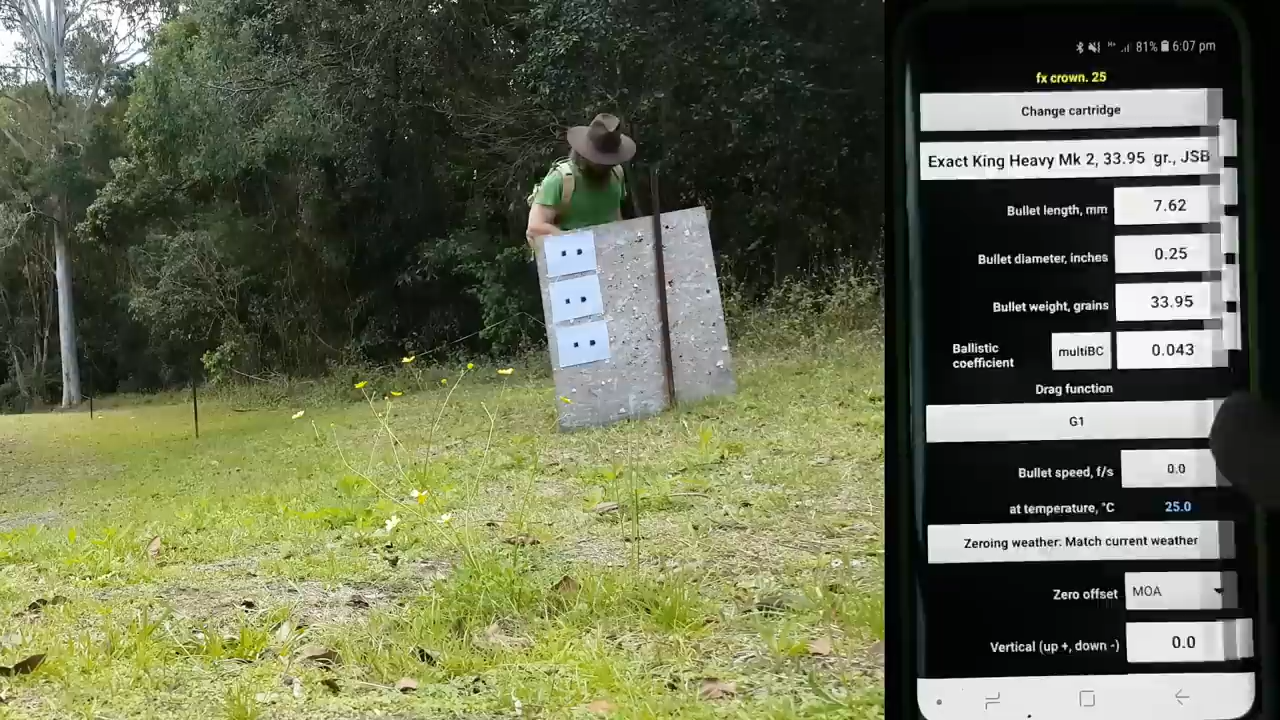 81% 6:07 pm
fx crown. 25
Change cartridge
Exact King Heavy Mk 2, 33.95 gr., JSB
Bullet length, mm 7.62
Bullet diameter, inches 0.25
Bullet weight, grains 33.95
Ballistic coefficient multiBC 0.043
Drag function
G1
Bullet speed, f/s 0.0
at temperature, °C 25.0
Zeroing weather. Match current weather
Zero offset MOA
Vertical (up +, down -) 0.0